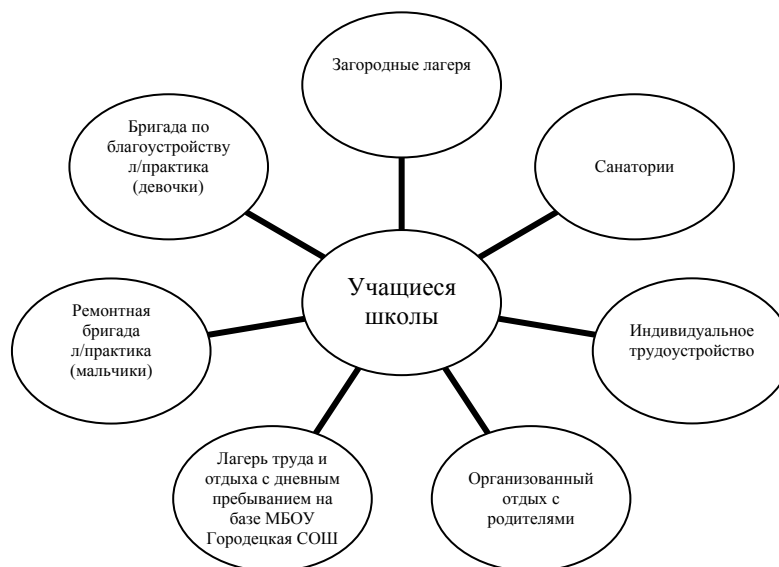 Загородные лагеря
Бригада по
благоустройству
л/практика
(девочки)
Санатории
Учащиеся
школы
Ремонтная
бригада
л/практика
(мальчики)
Индивидуальное
трудоустройство
Лагерь труда и
отдыха с дневным
пребыванием на
базе МБОУ
Городецкая СОШ
Организованный
отдых с
родителями